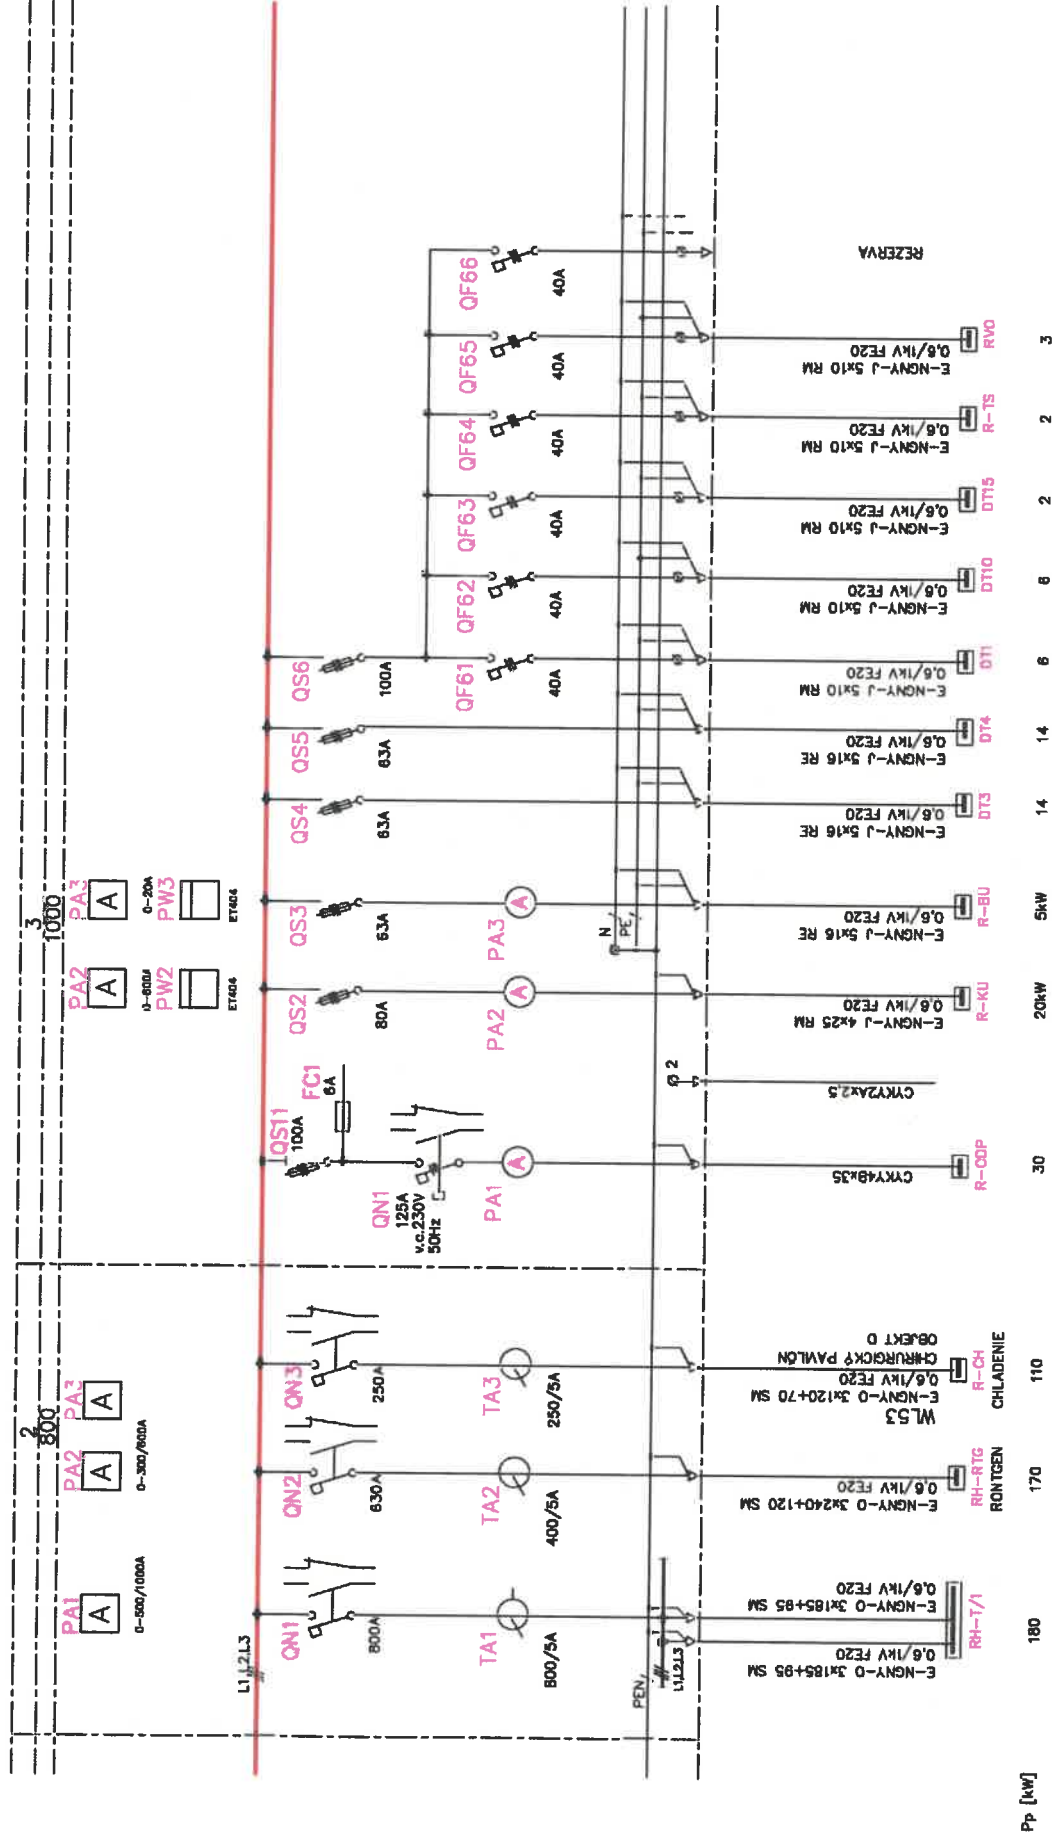 2
800
3
1000
PA1
A
0-500/1000A
PA2
A
0-300/600A
PA3
A
PA2
A
0-600A
PW2
ET404
PA3
A
0-20A
PW3
ET404
L1,L2,L3
QN1
800A
TA1
800/5A
QN2
630A
TA2
400/5A
QN3
250A
TA3
250/5A
QS11
100A
FC1
6A
QN1
125A
v.c.230V
50Hz
PA1
A
QS2
80A
PA2
A
QS3
63A
PA3
A
QS4
63A
QS5
63A
QS6
100A
QF61
40A
QF62
40A
QF63
40A
QF64
40A
QF65
40A
QF66
40A
PEN
L1,L2,L3
N
PE
Ø 2
E-NGNY-O 3x185+95 SM
0,6/1kV FE20
E-NGNY-O 3x185+95 SM
0,6/1kV FE20
RH-T/1
E-NGNY-O 3x240+120 SM
0,6/1kV FE20
RH-RTG
RONTGEN
WL53
E-NGNY-O 3x120+70 SM
0,6/1kV FE20
CHIRURGICKÝ PAVILÓN
OBJEKT D
R-CH
CHLADENIE
CYKY4Bx35
R-ODP
CYKY2Ax2,5
E-NGNY-J 4x25 RM
0,6/1kV FE20
R-KU
E-NGNY-J 5x16 RE
0,6/1kV FE20
R-BU
E-NGNY-J 5x16 RE
0,6/1kV FE20
DT3
E-NGNY-J 5x16 RE
0,6/1kV FE20
DT4
E-NGNY-J 5x10 RM
0,6/1kV FE20
DT1
E-NGNY-J 5x10 RM
0,6/1kV FE20
DT10
E-NGNY-J 5x10 RM
0,6/1kV FE20
DT15
E-NGNY-J 5x10 RM
0,6/1kV FE20
R-TS
E-NGNY-J 5x10 RM
0,6/1kV FE20
RVO
REZERVA
Pp [kW]
180
170
110
30
20kW
5kW
14
14
6
6
2
2
3